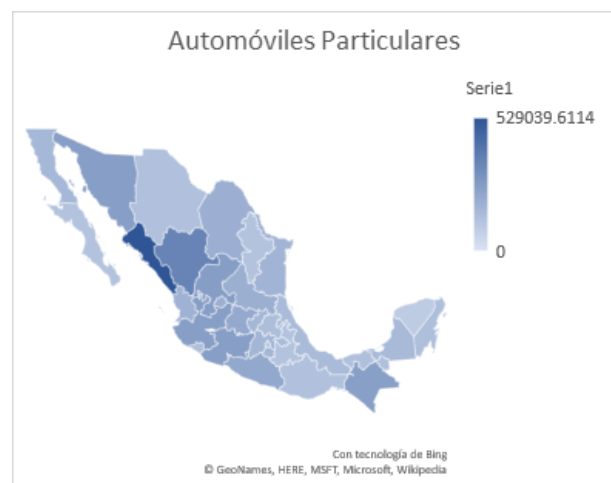 Automóviles Particulares
Serie1
529039.6114
0
Con tecnología de Bing
© GeoNames, HERE, MSFT, Microsoft, Wikipedia